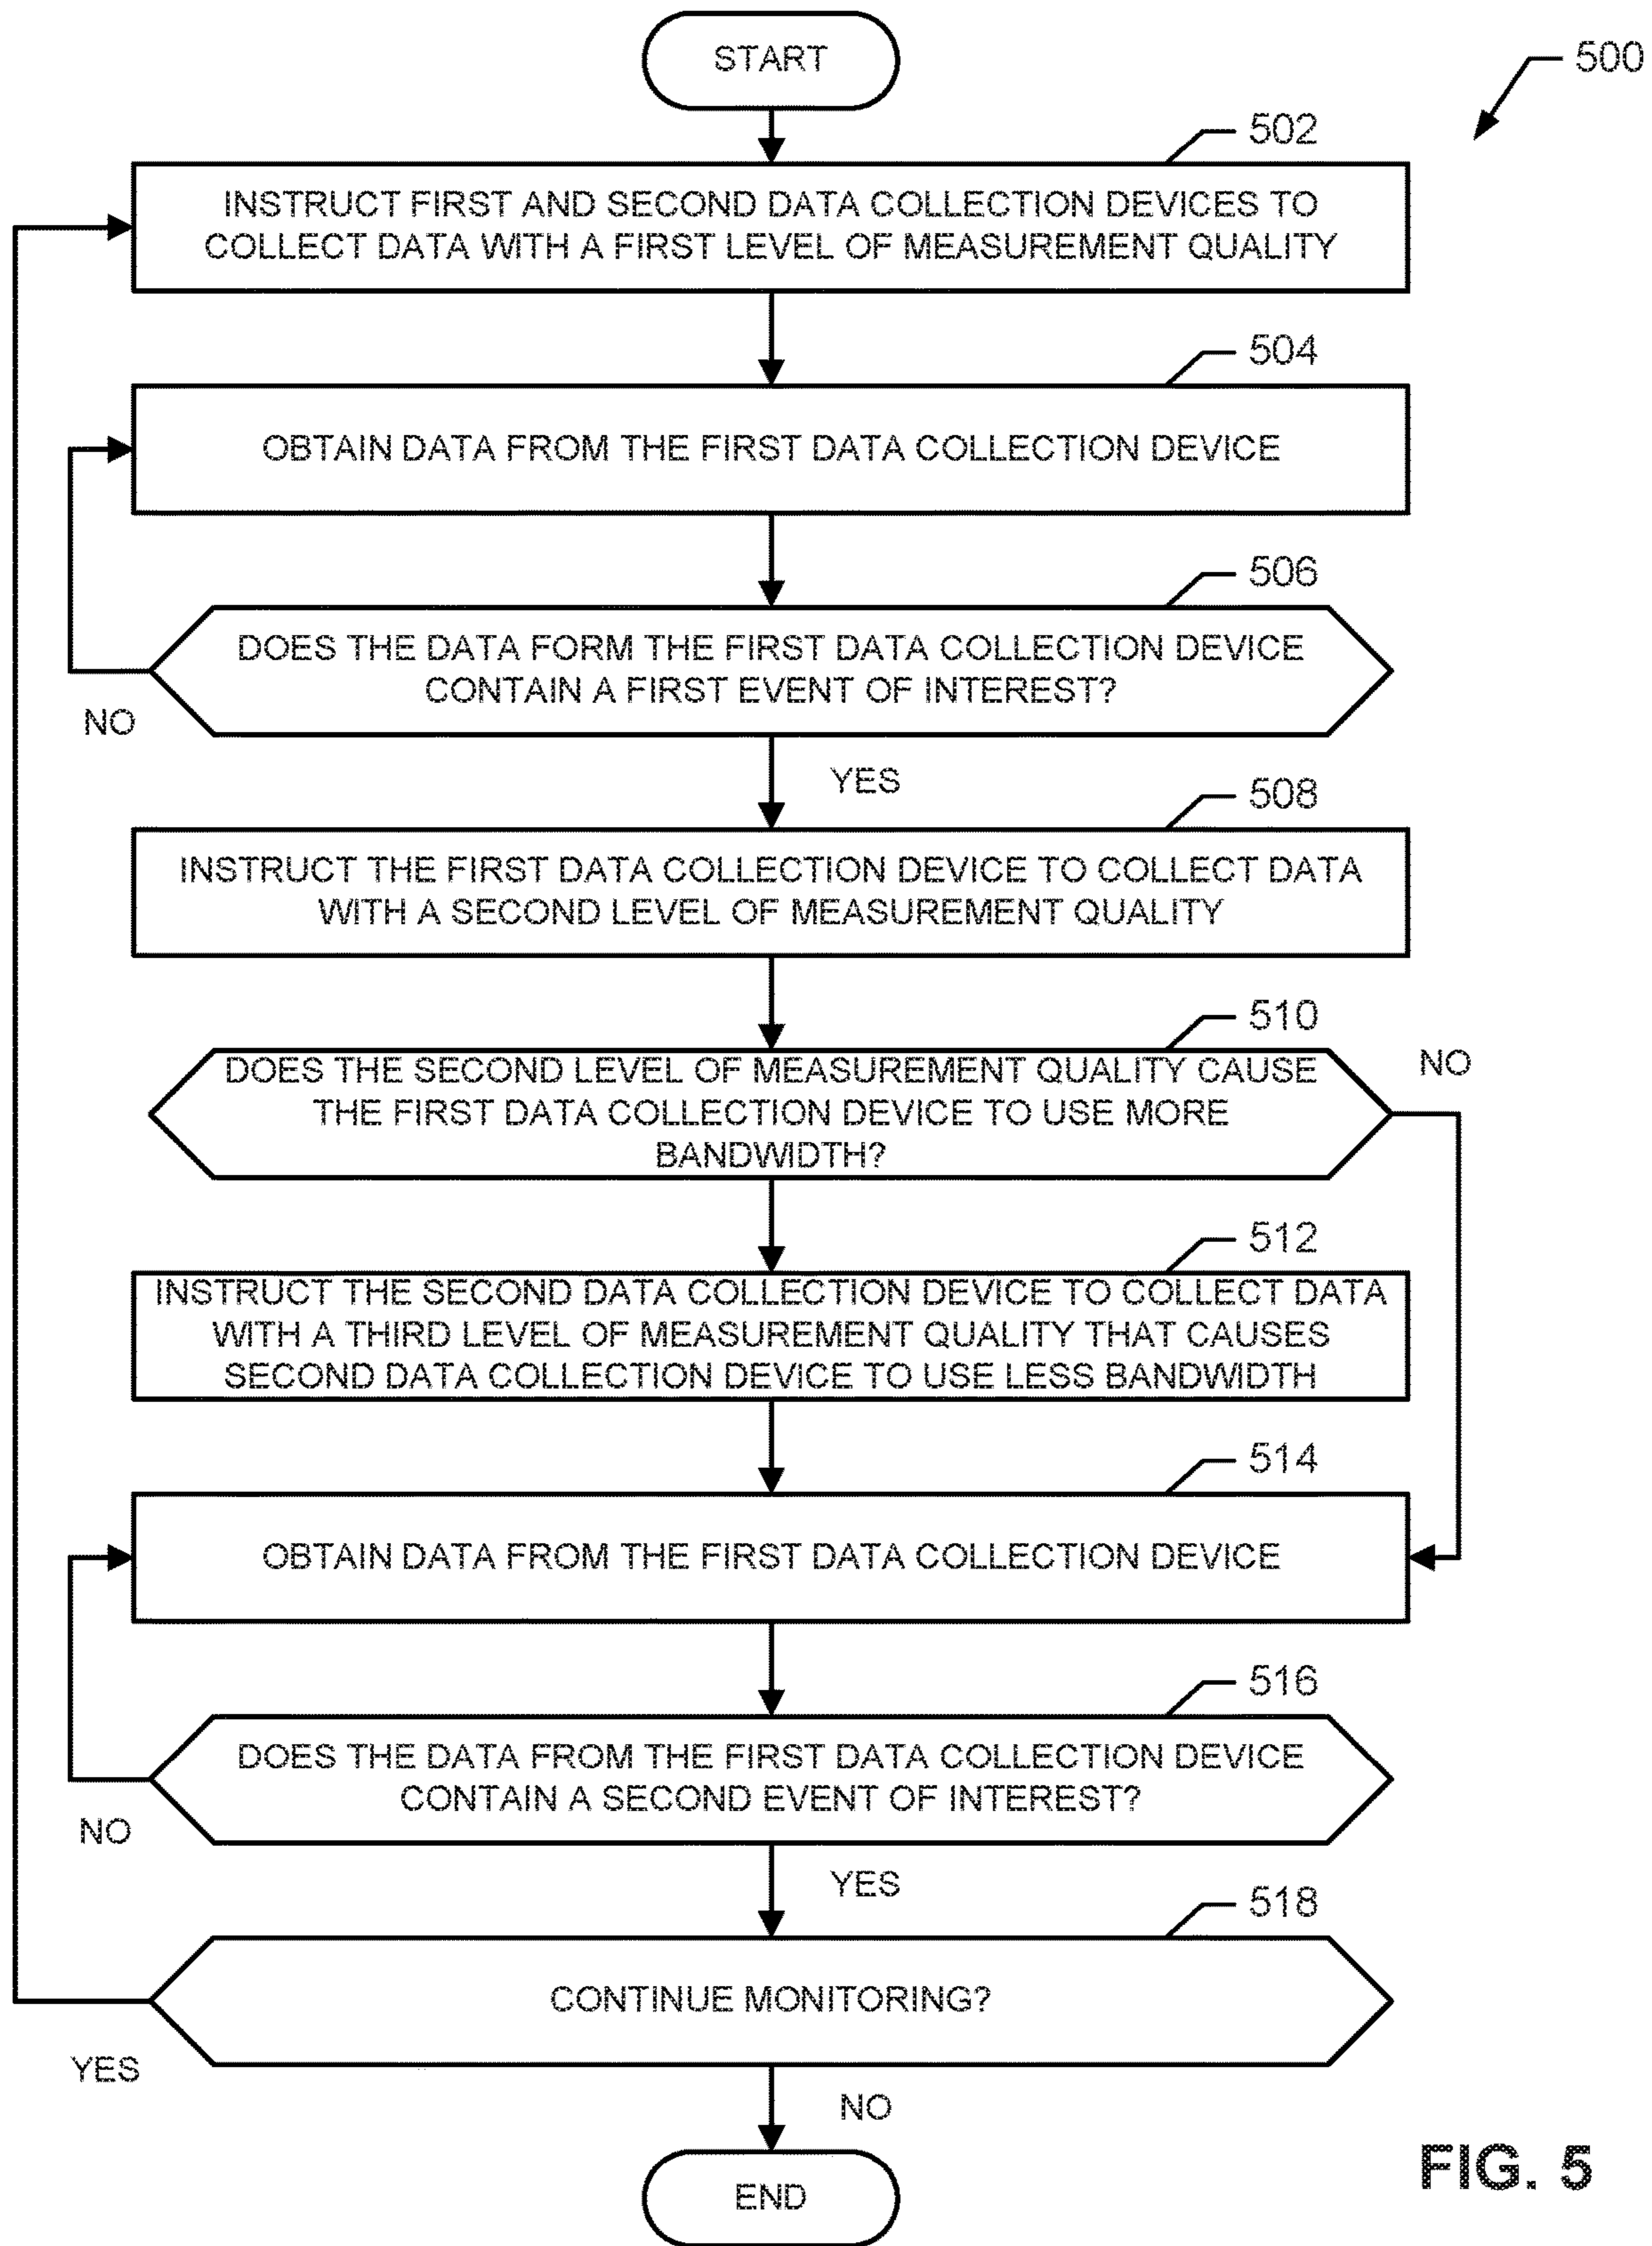 START
500
502
INSTRUCT FIRST AND SECOND DATA COLLECTION DEVICES TO
COLLECT DATA WITH A FIRST LEVEL OF MEASUREMENT QUALITY
504
OBTAIN DATA FROM THE FIRST DATA COLLECTION DEVICE
506
DOES THE DATA FORM THE FIRST DATA COLLECTION DEVICE
CONTAIN A FIRST EVENT OF INTEREST?
NO
YES
508
INSTRUCT THE FIRST DATA COLLECTION DEVICE TO COLLECT DATA
WITH A SECOND LEVEL OF MEASUREMENT QUALITY
510
DOES THE SECOND LEVEL OF MEASUREMENT QUALITY CAUSE
THE FIRST DATA COLLECTION DEVICE TO USE MORE
BANDWIDTH?
NO
512
INSTRUCT THE SECOND DATA COLLECTION DEVICE TO COLLECT DATA
WITH A THIRD LEVEL OF MEASUREMENT QUALITY THAT CAUSES
SECOND DATA COLLECTION DEVICE TO USE LESS BANDWIDTH
514
OBTAIN DATA FROM THE FIRST DATA COLLECTION DEVICE
516
DOES THE DATA FROM THE FIRST DATA COLLECTION DEVICE
CONTAIN A SECOND EVENT OF INTEREST?
NO
YES
518
CONTINUE MONITORING?
YES
NO
END
FIG. 5